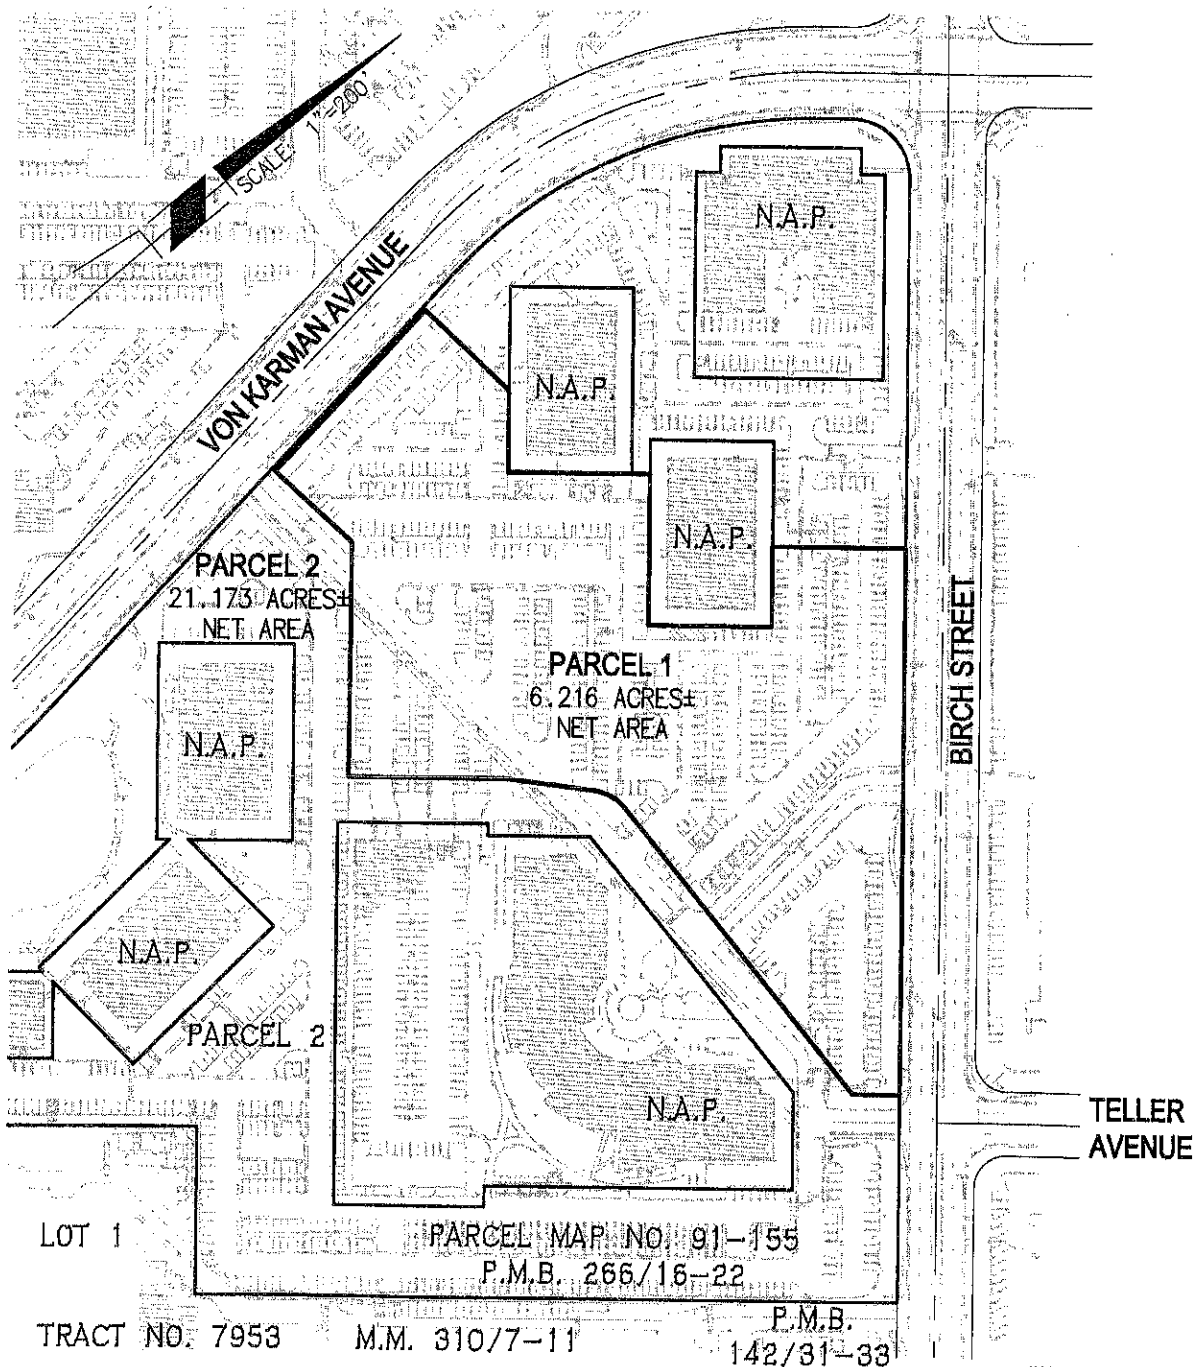 SCALE: 1"=200'
VON KARMAN AVENUE
N.A.P.
N.A.P.
N.A.P.
PARCEL 2
21.173 ACRES±
NET AREA
PARCEL 1
6.216 ACRES±
NET AREA
BIRCH STREET
N.A.P.
N.A.P.
PARCEL 2
N.A.P.
TELLER
AVENUE
LOT 1
PARCEL MAP NO. 91-155
P.M.B. 266/16-22
TRACT NO. 7953
M.M. 310/7-11
P.M.B.
142/31-33